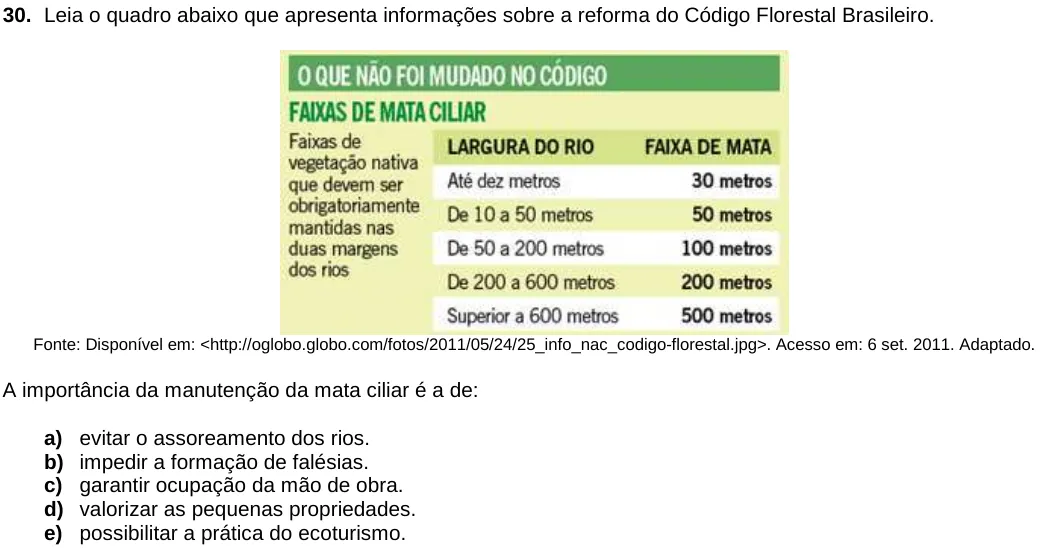 30. Leia o quadro abaixo que apresenta informações sobre a reforma do Código Florestal Brasileiro.
O QUE NÃO FOI MUDADO NO CÓDIGO
FAIXAS DE MATA CILIAR
Faixas de
vegetação nativa
que devem ser
obrigatoriamente
mantidas nas
duas margens
dos rios
LARGURA DO RIO FAIXA DE MATA
Até dez metros 30 metros
De 10 a 50 metros 50 metros
De 50 a 200 metros 100 metros
De 200 a 600 metros 200 metros
Superior a 600 metros 500 metros
Fonte: Disponível em: <http://oglobo.globo.com/fotos/2011/05/24/25_info_nac_codigo-florestal.jpg>. Acesso em: 6 set. 2011. Adaptado.
A importância da manutenção da mata ciliar é a de:
a) evitar o assoreamento dos rios.
b) impedir a formação de falésias.
c) garantir ocupação da mão de obra.
d) valorizar as pequenas propriedades.
e) possibilitar a prática do ecoturismo.